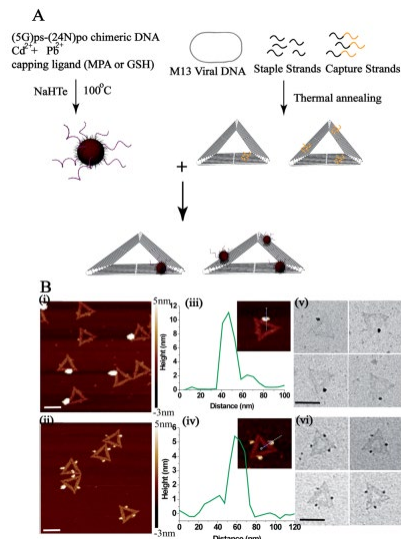 A
(5G)ps-(24N)po chimeric DNA
Cd2++ Pb2+
capping ligand (MPA or GSH)
NaHTe
100°C
M13 Viral DNA
Staple Strands
Capture Strands
Thermal annealing
+
B
(i)
5nm
-3nm
(iii)
Height (nm)
12
10
8
6
4
2
0
0 20 40 60 80 100
Distance (nm)
(v)
(ii)
5nm
-3nm
(iv)
Height (nm)
6
5
4
3
2
1
0
0 20 40 60 80 100 120
Distance (nm)
(vi)